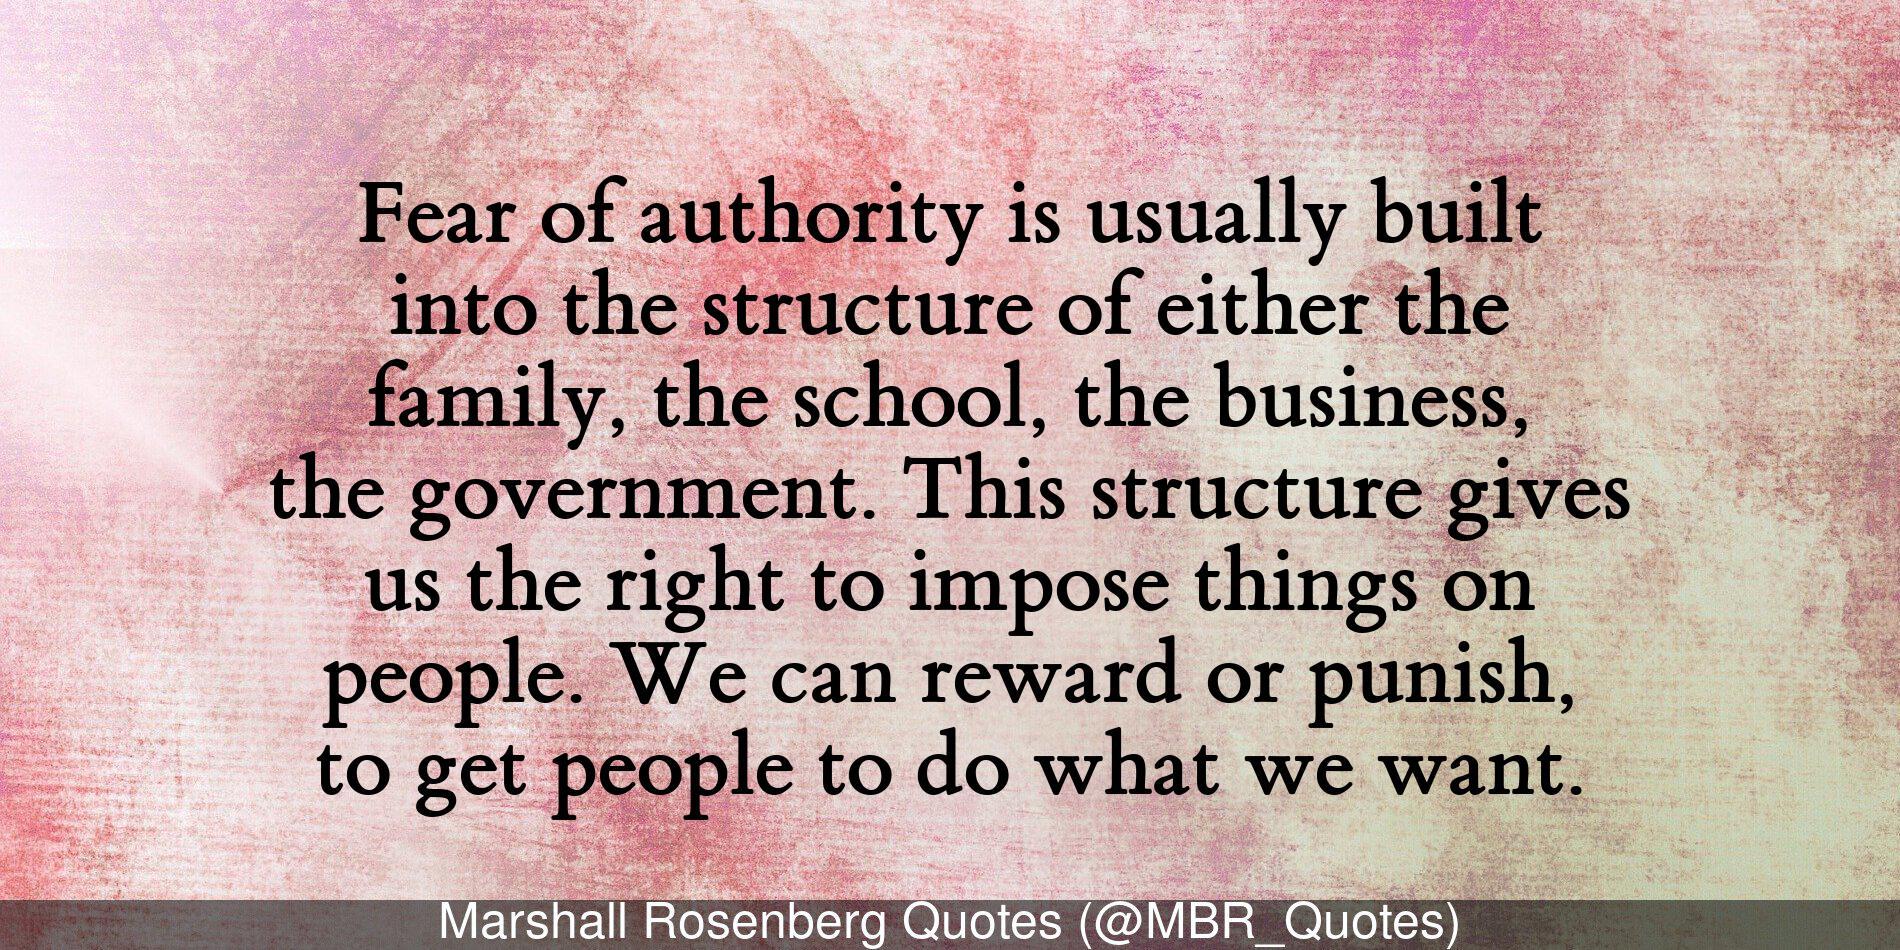 Fear of authority is usually built
into the structure of either the
family, the school, the business,
the government. This structure gives
us the right to impose things on
people. We can reward or punish,
to get people to do what we want.
Marshall Rosenberg Quotes (@MBR_Quotes)